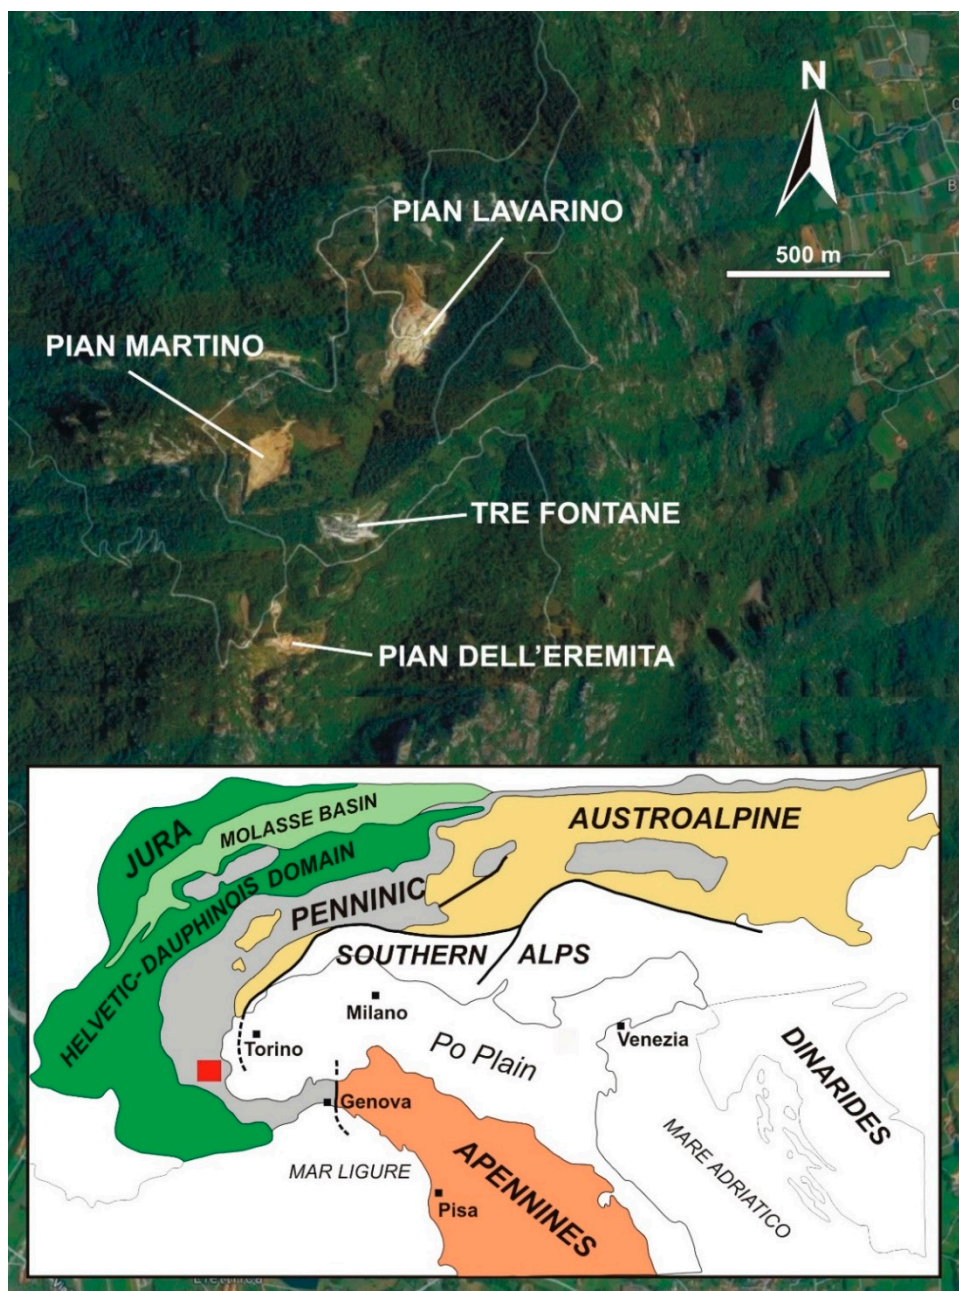 N
PIAN LAVARINO
500 m
PIAN MARTINO
TRE FONTANE
PIAN DELL'EREMITA
JURA
MOLASSE BASIN
HELVETIC-DAUPHINOIS DOMAIN
PENNINIC
AUSTROALPINE
SOUTHERN ALPS
Milano
Torino
Po Plain
Venezia
DINARIDES
Genova
MAR LIGURE
APENNINES
MARE ADRIATICO
Pisa